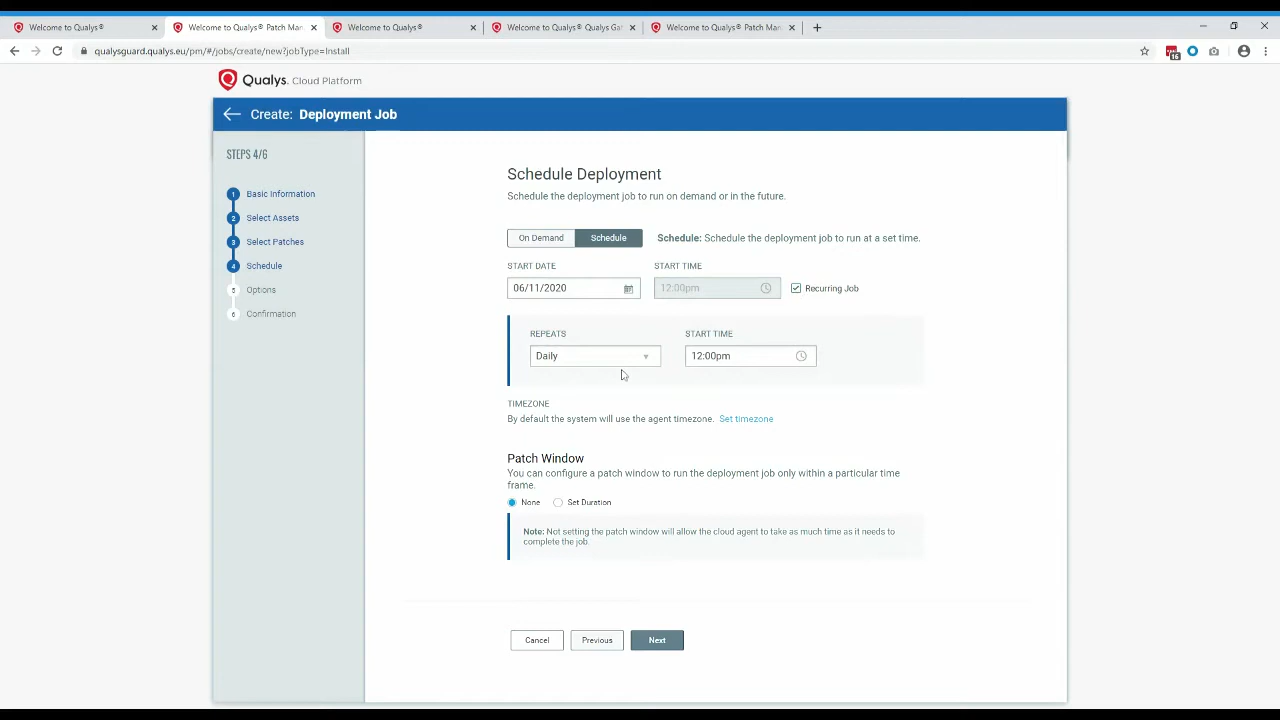 Welcome to Qualys®
Welcome to Qualys® Patch Man
Welcome to Qualys®
Welcome to Qualys® Qualys Gat
Welcome to Qualys® Patch Man
qualysguard.qualys.eu/pm/#/jobs/create/new?jobType=Install
Qualys. Cloud Platform
Create: Deployment Job
STEPS 4/6
1 Basic Information
2 Select Assets
3 Select Patches
4 Schedule
5 Options
6 Confirmation
Schedule Deployment
Schedule the deployment job to run on demand or in the future.
On Demand Schedule Schedule: Schedule the deployment job to run at a set time.
START DATE START TIME
06/11/2020 12:00pm Recurring Job
REPEATS START TIME
Daily 12:00pm
TIMEZONE
By default the system will use the agent timezone. Set timezone
Patch Window
You can configure a patch window to run the deployment job only within a particular time
frame.
None Set Duration
Note: Not setting the patch window will allow the cloud agent to take as much time as it needs to
complete the job.
Cancel Previous Next